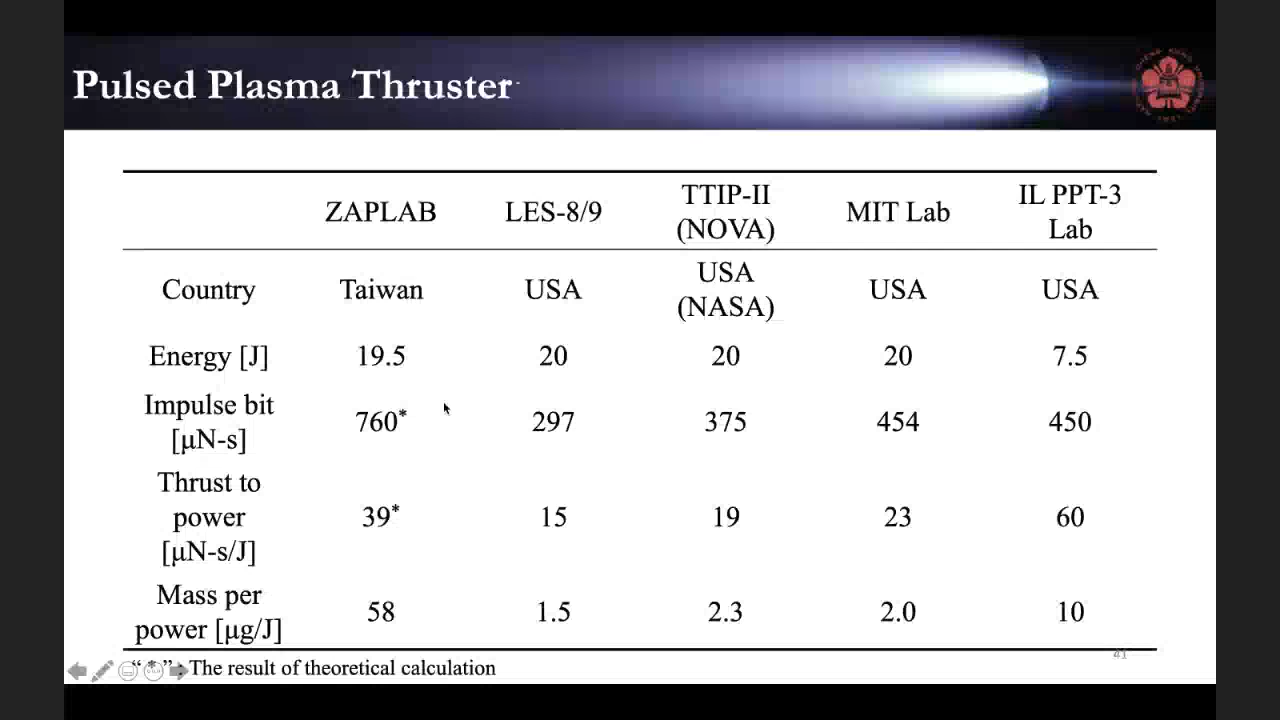 Pulsed Plasma Thruster
ZAPLAB
LES-8/9
TTIP-II
(NOVA)
MIT Lab
IL PPT-3
Lab
Country
Taiwan
USA
USA
(NASA)
USA
USA
Energy [J]
19.5
20
20
20
7.5
Impulse bit
[μN-s]
760*
297
375
454
450
Thrust to
power
[μN-s/J]
39*
15
19
23
60
Mass per
power [μg/J]
58
1.5
2.3
2.0
10
“ * ” : The result of theoretical calculation
41